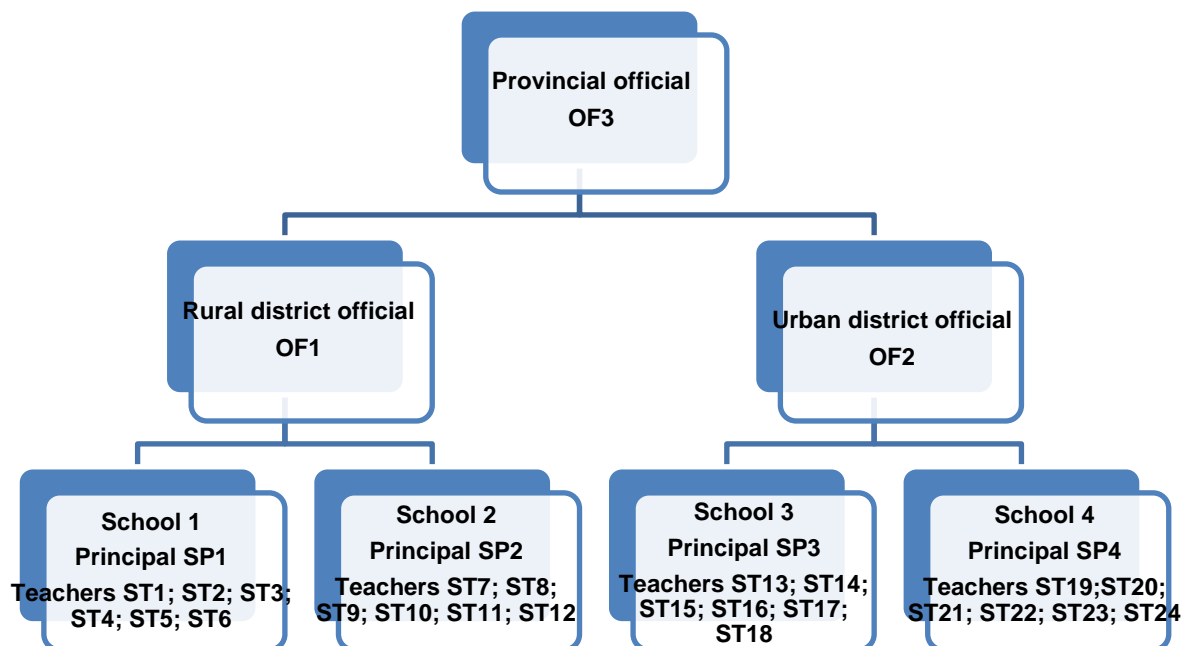 Provincial official
OF3
Rural district official
OF1
Urban district official
OF2
School 1
Principal SP1
Teachers ST1; ST2; ST3;
ST4; ST5; ST6
School 2
Principal SP2
Teachers ST7; ST8;
ST9; ST10; ST11; ST12
School 3
Principal SP3
Teachers ST13; ST14;
ST15; ST16; ST17;
ST18
School 4
Principal SP4
Teachers ST19;ST20;
ST21; ST22; ST23; ST24